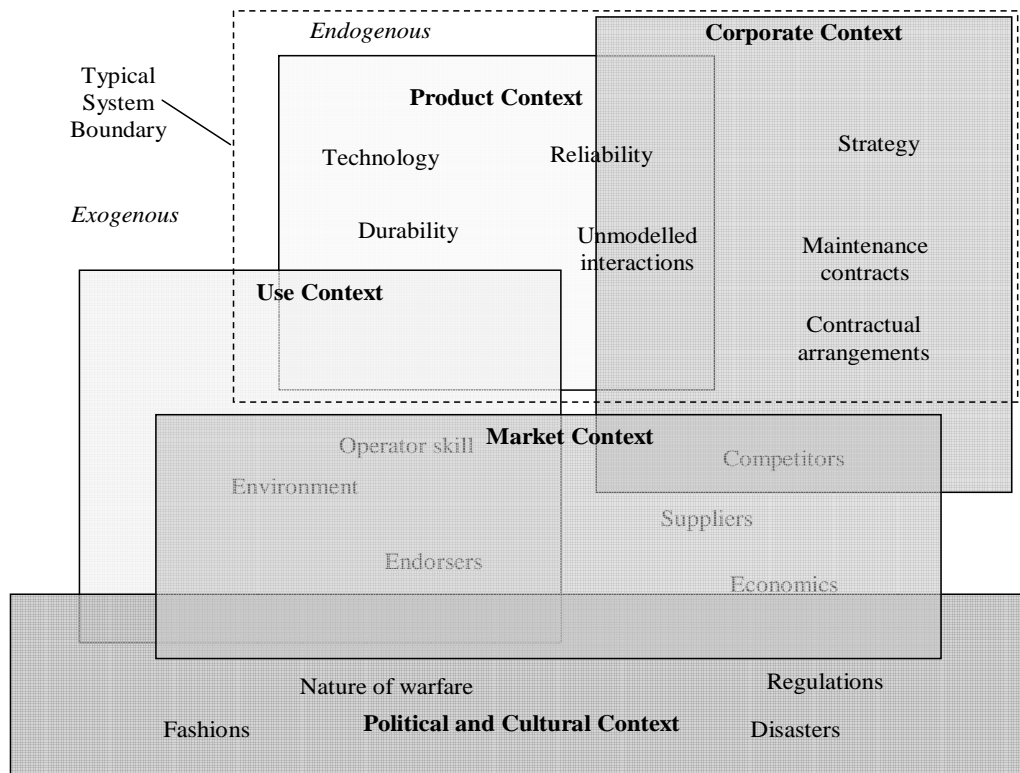 Endogenous
Corporate Context
Typical
System
Boundary
Product Context
Technology
Reliability
Strategy
Exogenous
Durability
Unmodelled
interactions
Maintenance
contracts
Use Context
Contractual
arrangements
Market Context
Operator skill
Competitors
Environment
Suppliers
Endorsers
Economics
Nature of warfare
Regulations
Fashions
Political and Cultural Context
Disasters